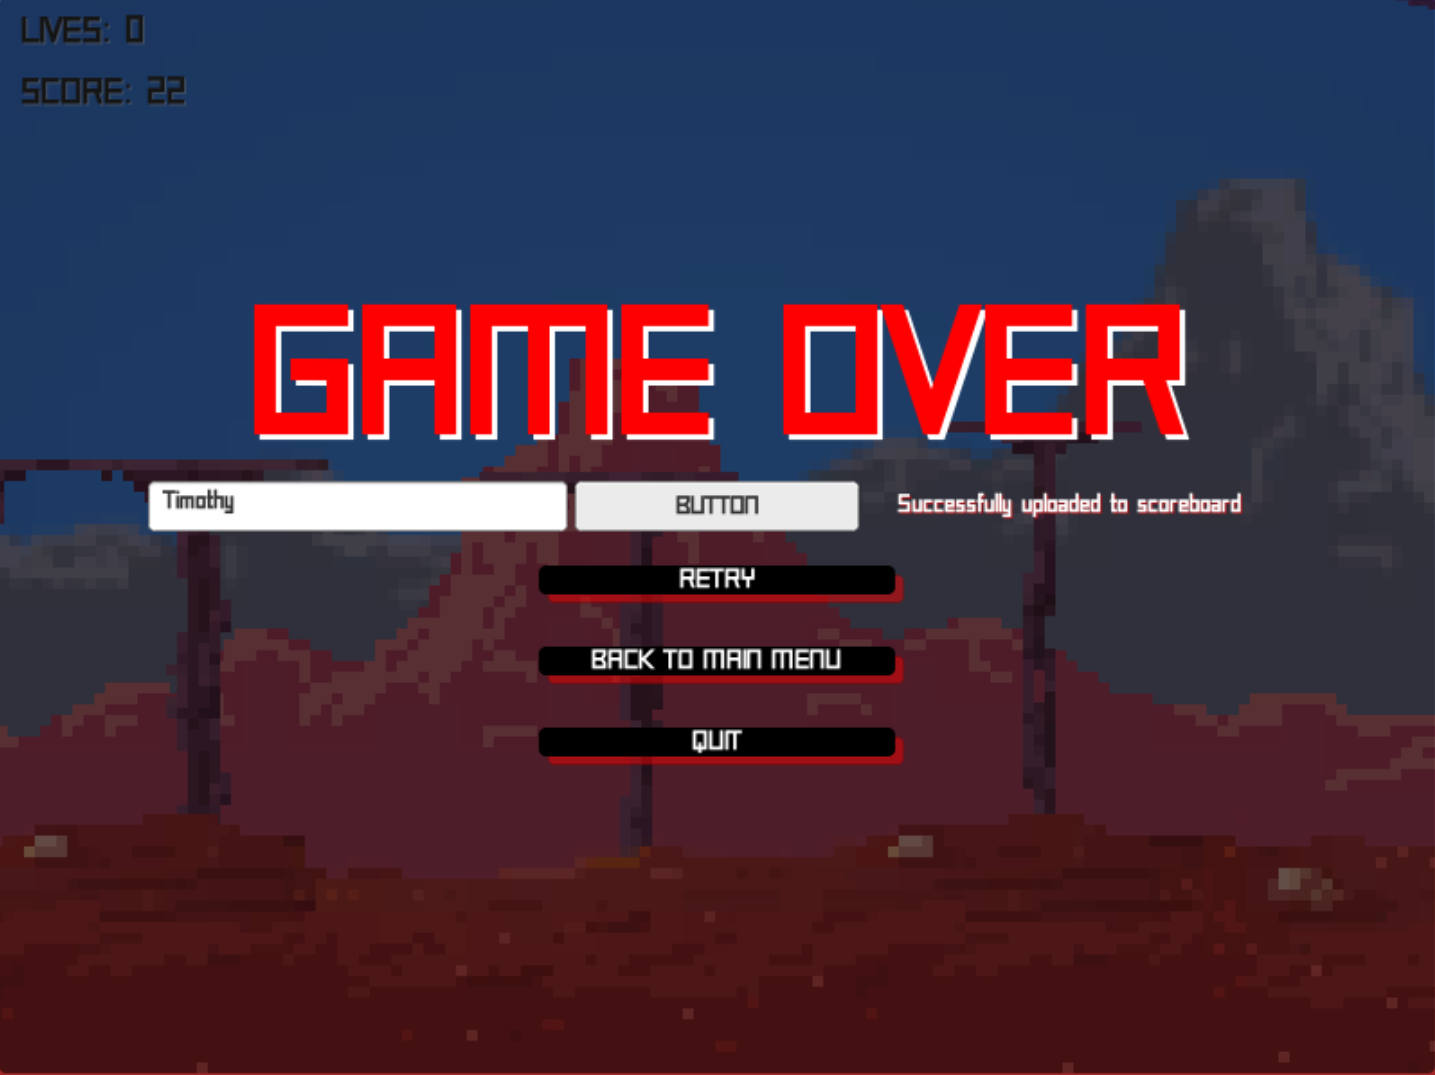 LIVES: 0
SCORE: 22
GAME OVER
Timothy
BUTTON
Successfully uploaded to scoreboard
RETRY
BACK TO MAIN MENU
QUIT